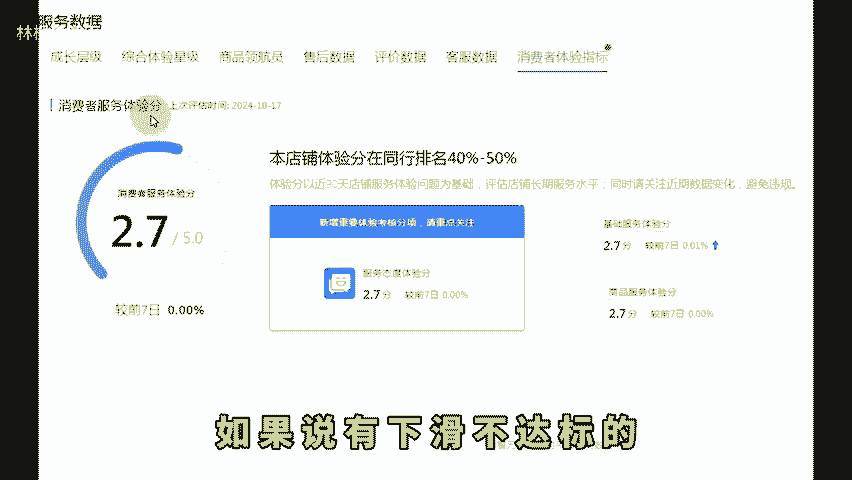 服务数据
成长层级 综合体验星级 商品领航员 售后数据 评价数据 客服数据 消费者体验指标
消费者服务体验分 上次评估时间: 2024-10-17
本店铺体验分在同行排名40%-50%
体验分以近90天店铺服务体验问题为基础，评估店铺长期服务水平；同时请关注近期数据变化，避免违规。
消费者服务体验分
2.7 / 5.0
较前7日 0.00%
新增重要体验考核分项，请重点关注
服务态度体验分
2.7分 较前7日 0.00%
基础服务体验分
2.7分 较前7日 0.01%
商品服务体验分
2.7分 较前7日 0.00%
如果说有下滑不达标的